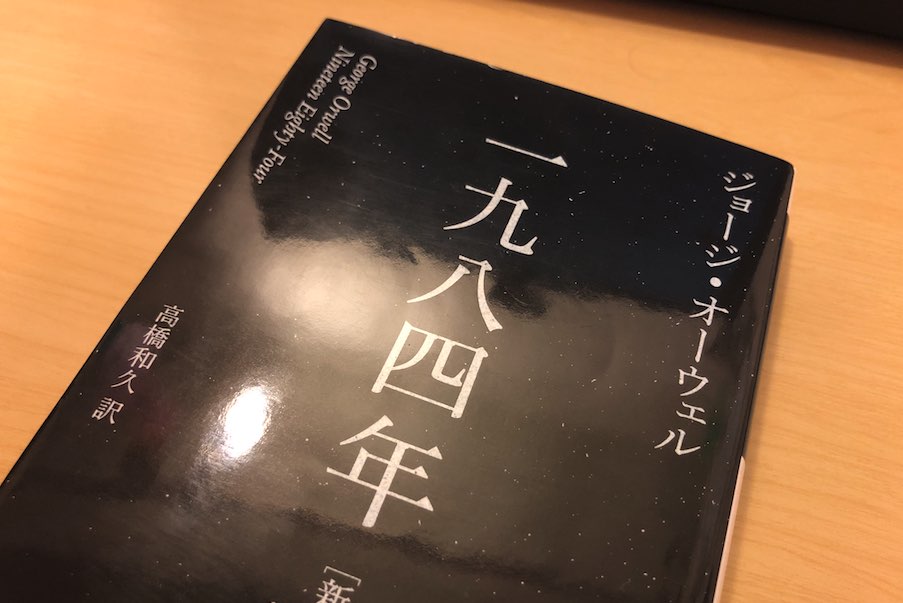 ジョージ・オーウェル
一九八四年
[新
George Orwell
Nineteen Eighty-Four
高橋和久 訳